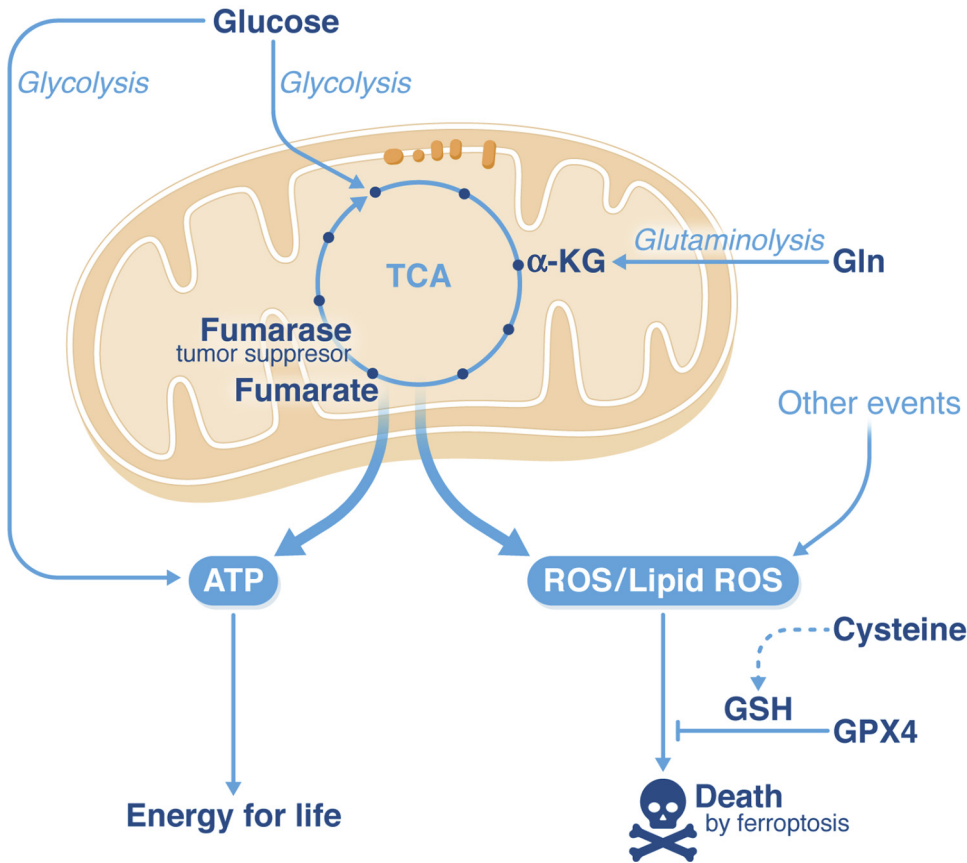 Glucose
Glycolysis
Glycolysis
TCA
α-KG
Glutaminolysis
Gln
Fumarase
tumor suppresor
Fumarate
Other events
ATP
ROS/Lipid ROS
Cysteine
GSH
GPX4
Energy for life
Death
by ferroptosis